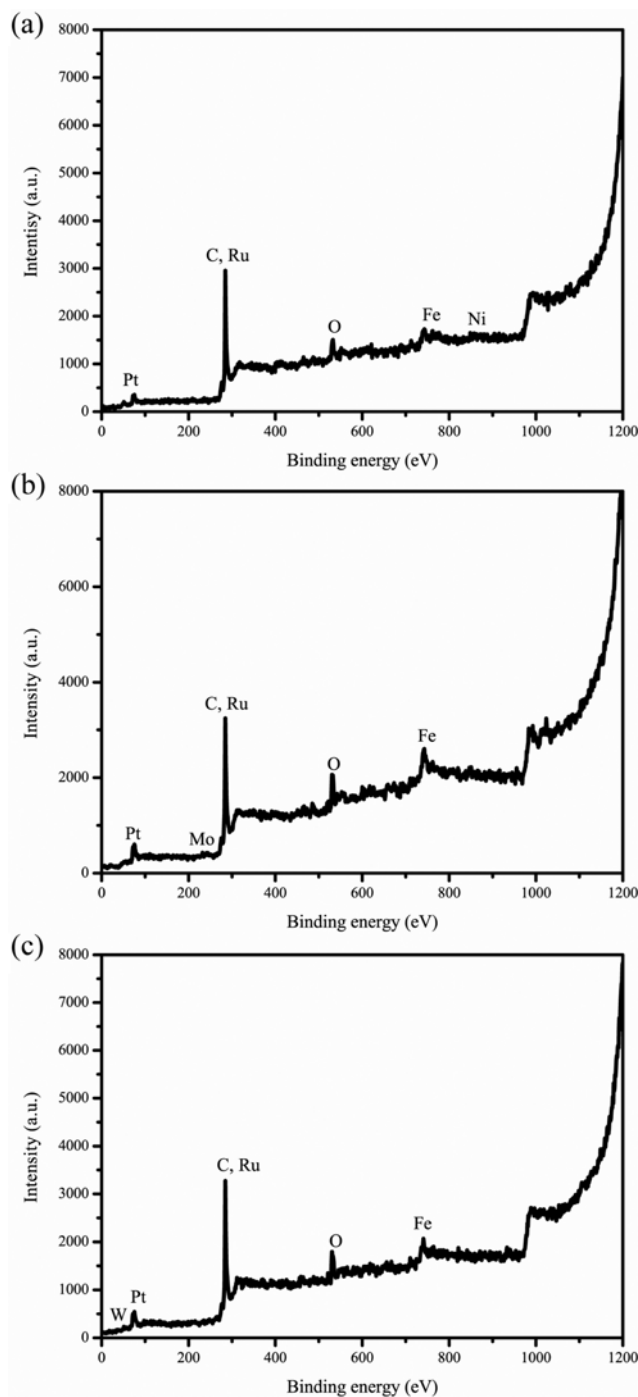 (a)
8000
7000
6000
5000
4000
3000
2000
1000
0
Intentisy (a.u.)
C, Ru
Pt
O
Fe
Ni
0 200 400 600 800 1000 1200
Binding energy (eV)
(b)
8000
6000
4000
2000
0
Intensity (a.u.)
C, Ru
Pt
Mo
O
Fe
0 200 400 600 800 1000 1200
Binding energy (eV)
(c)
8000
7000
6000
5000
4000
3000
2000
1000
0
Intensity (a.u.)
C, Ru
W
Pt
O
Fe
0 200 400 600 800 1000 1200
Binding energy (eV)